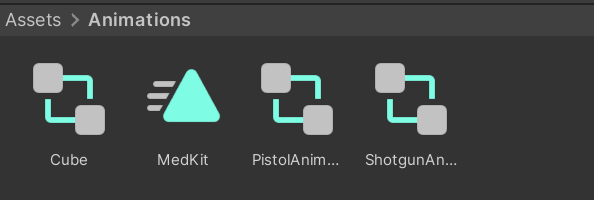 Assets > Animations
Cube
MedKit
PistolAnim...
ShotgunAn...